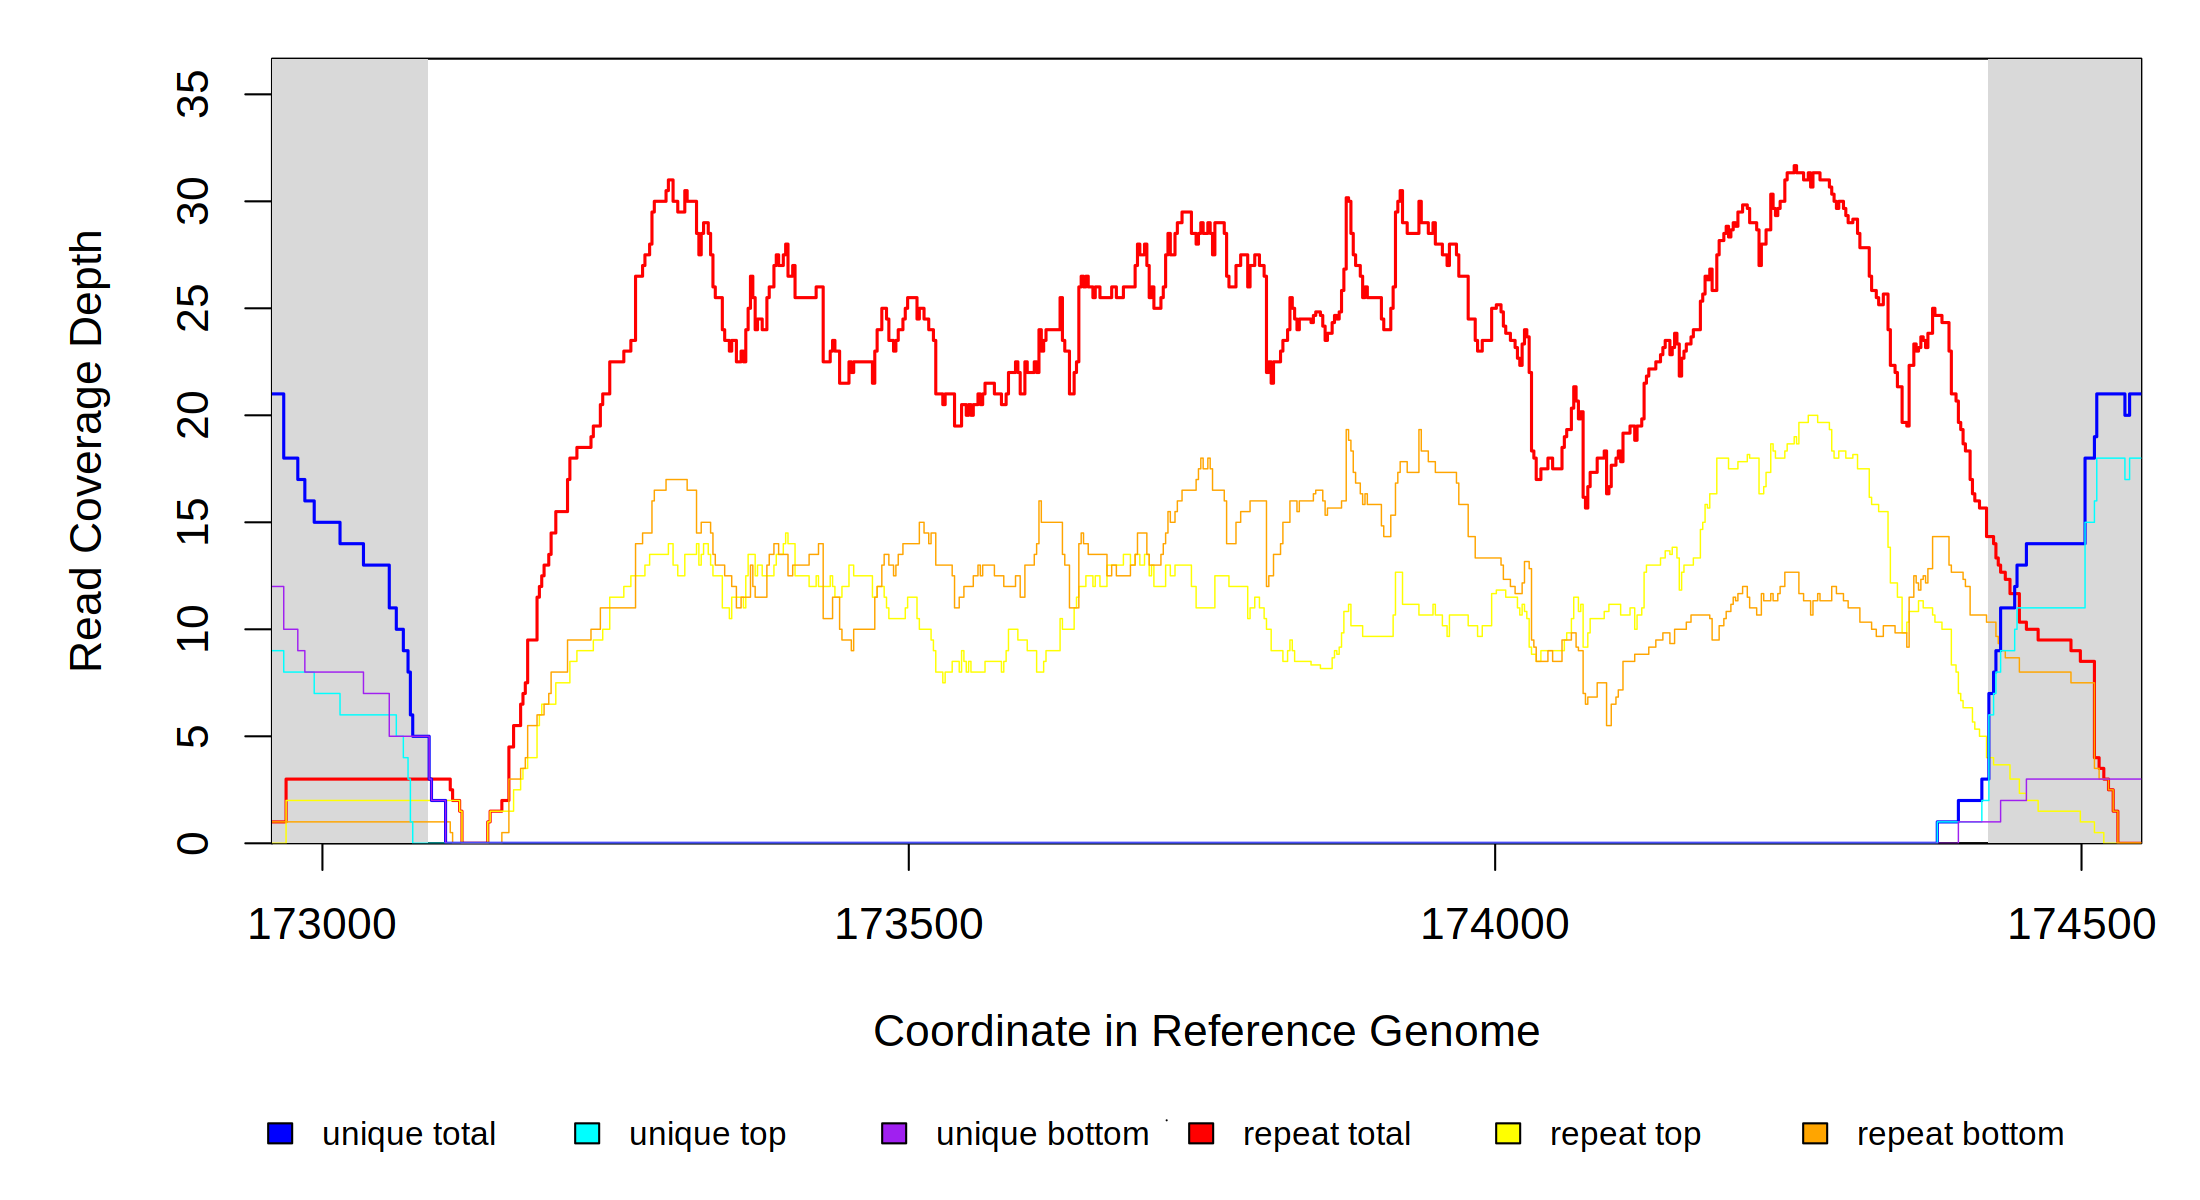 Read Coverage Depth
35
30
25
20
15
10
5
0
173000 173500 174000 174500
Coordinate in Reference Genome
unique total unique top unique bottom repeat total repeat top repeat bottom